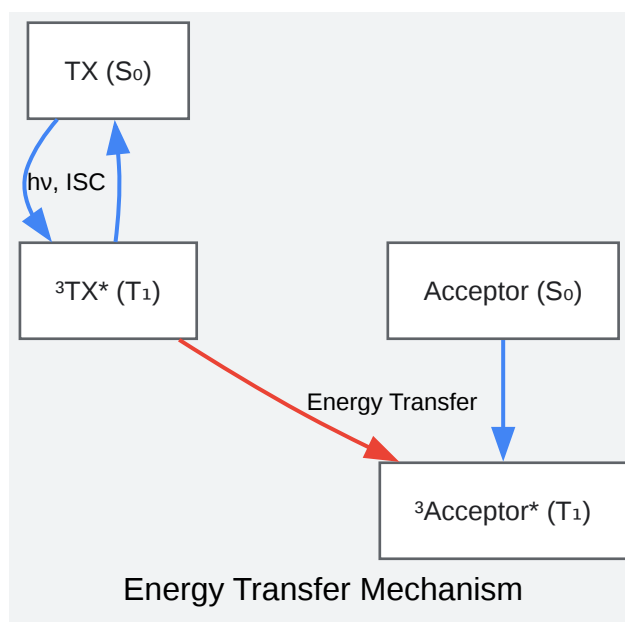 TX (S₀)
hν, ISC
³TX* (T₁)
Acceptor (S₀)
Energy Transfer
³Acceptor* (T₁)
Energy Transfer Mechanism